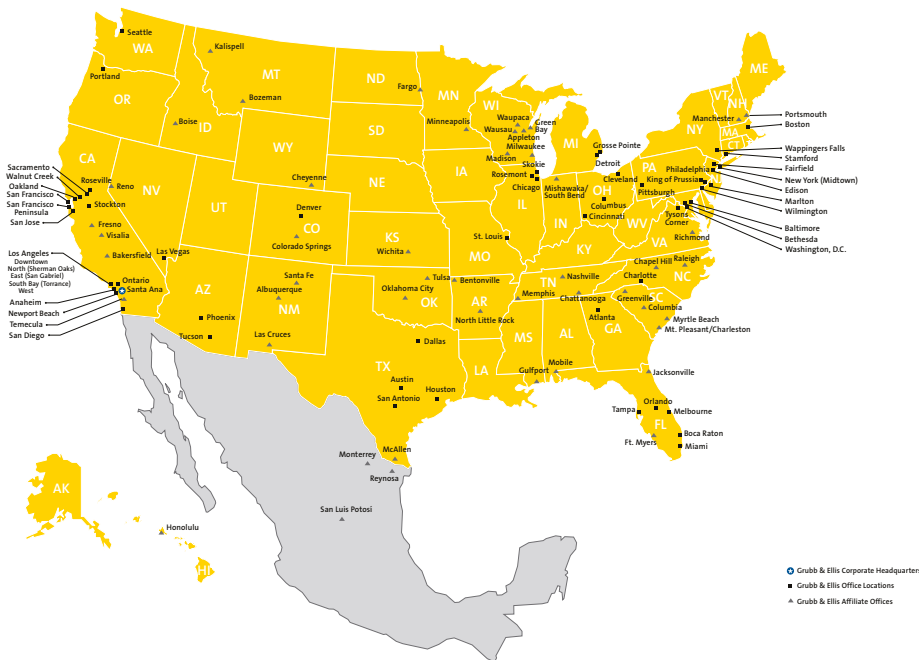 Seattle
WA
Portland
OR
Kalispell
MT
Bozeman
Boise
ID
ND
Fargo
MN
Minneapolis
SD
WI
Waupaca
Wausau
Green
Bay
Appleton
Milwaukee
Madison
Skokie
Rosemont
Chicago
MI
Grosse Pointe
Detroit
Mishawaka/
South Bend
ME
VT
NH
Manchester
NY
MA
CT
Portsmouth
Boston
Wappingers Falls
Stamford
Fairfield
New York (Midtown)
Edison
Marlton
Wilmington
Baltimore
Bethesda
Washington, D.C.
PA
Philadelphia
King of Prussia
Pittsburgh
Cleveland
OH
Columbus
Cincinnati
Tysons
Corner
WV
VA
Richmond
CA
Sacramento
Walnut Creek
Oakland
San Francisco
San Francisco
Peninsula
San Jose
Roseville
Reno
Stockton
Fresno
Visalia
Bakersfield
NV
Las Vegas
UT
WY
Cheyenne
NE
IA
IL
IN
Denver
CO
Colorado Springs
KS
Wichita
St. Louis
MO
KY
Los Angeles
Downtown
North (Sherman Oaks)
East (San Gabriel)
South Bay (Torrance)
West
Anaheim
Newport Beach
Temecula
San Diego
Ontario
Santa Ana
AZ
Phoenix
Tucson
Santa Fe
Albuquerque
NM
Las Cruces
Tulsa
Oklahoma City
OK
Bentonville
AR
North Little Rock
TN
Nashville
Memphis
Chattanooga
Chapel Hill
Raleigh
Charlotte
NC
Greenville
SC
Columbia
Myrtle Beach
Mt. Pleasant/Charleston
Atlanta
GA
MS
AL
Mobile
Gulfport
LA
TX
Dallas
Austin
San Antonio
Houston
McAllen
Monterrey
Reynosa
San Luis Potosí
Jacksonville
Orlando
Tampa
Melbourne
FL
Ft. Myers
Boca Raton
Miami
AK
Honolulu
HI
Grubb & Ellis Corporate Headquarters
Grubb & Ellis Office Locations
Grubb & Ellis Affiliate Offices